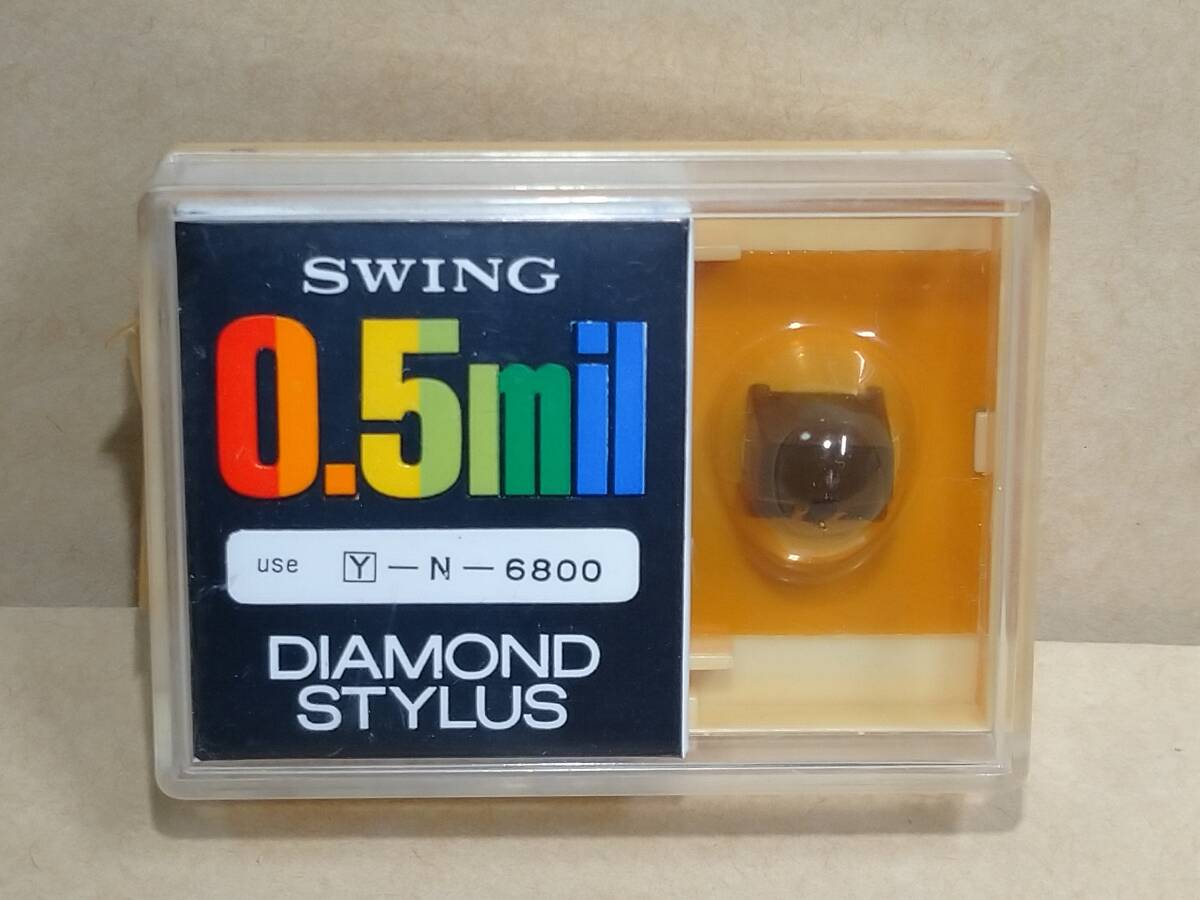 SWING
0.5mil
use 🅈—N—6800
DIAMOND
STYLUS